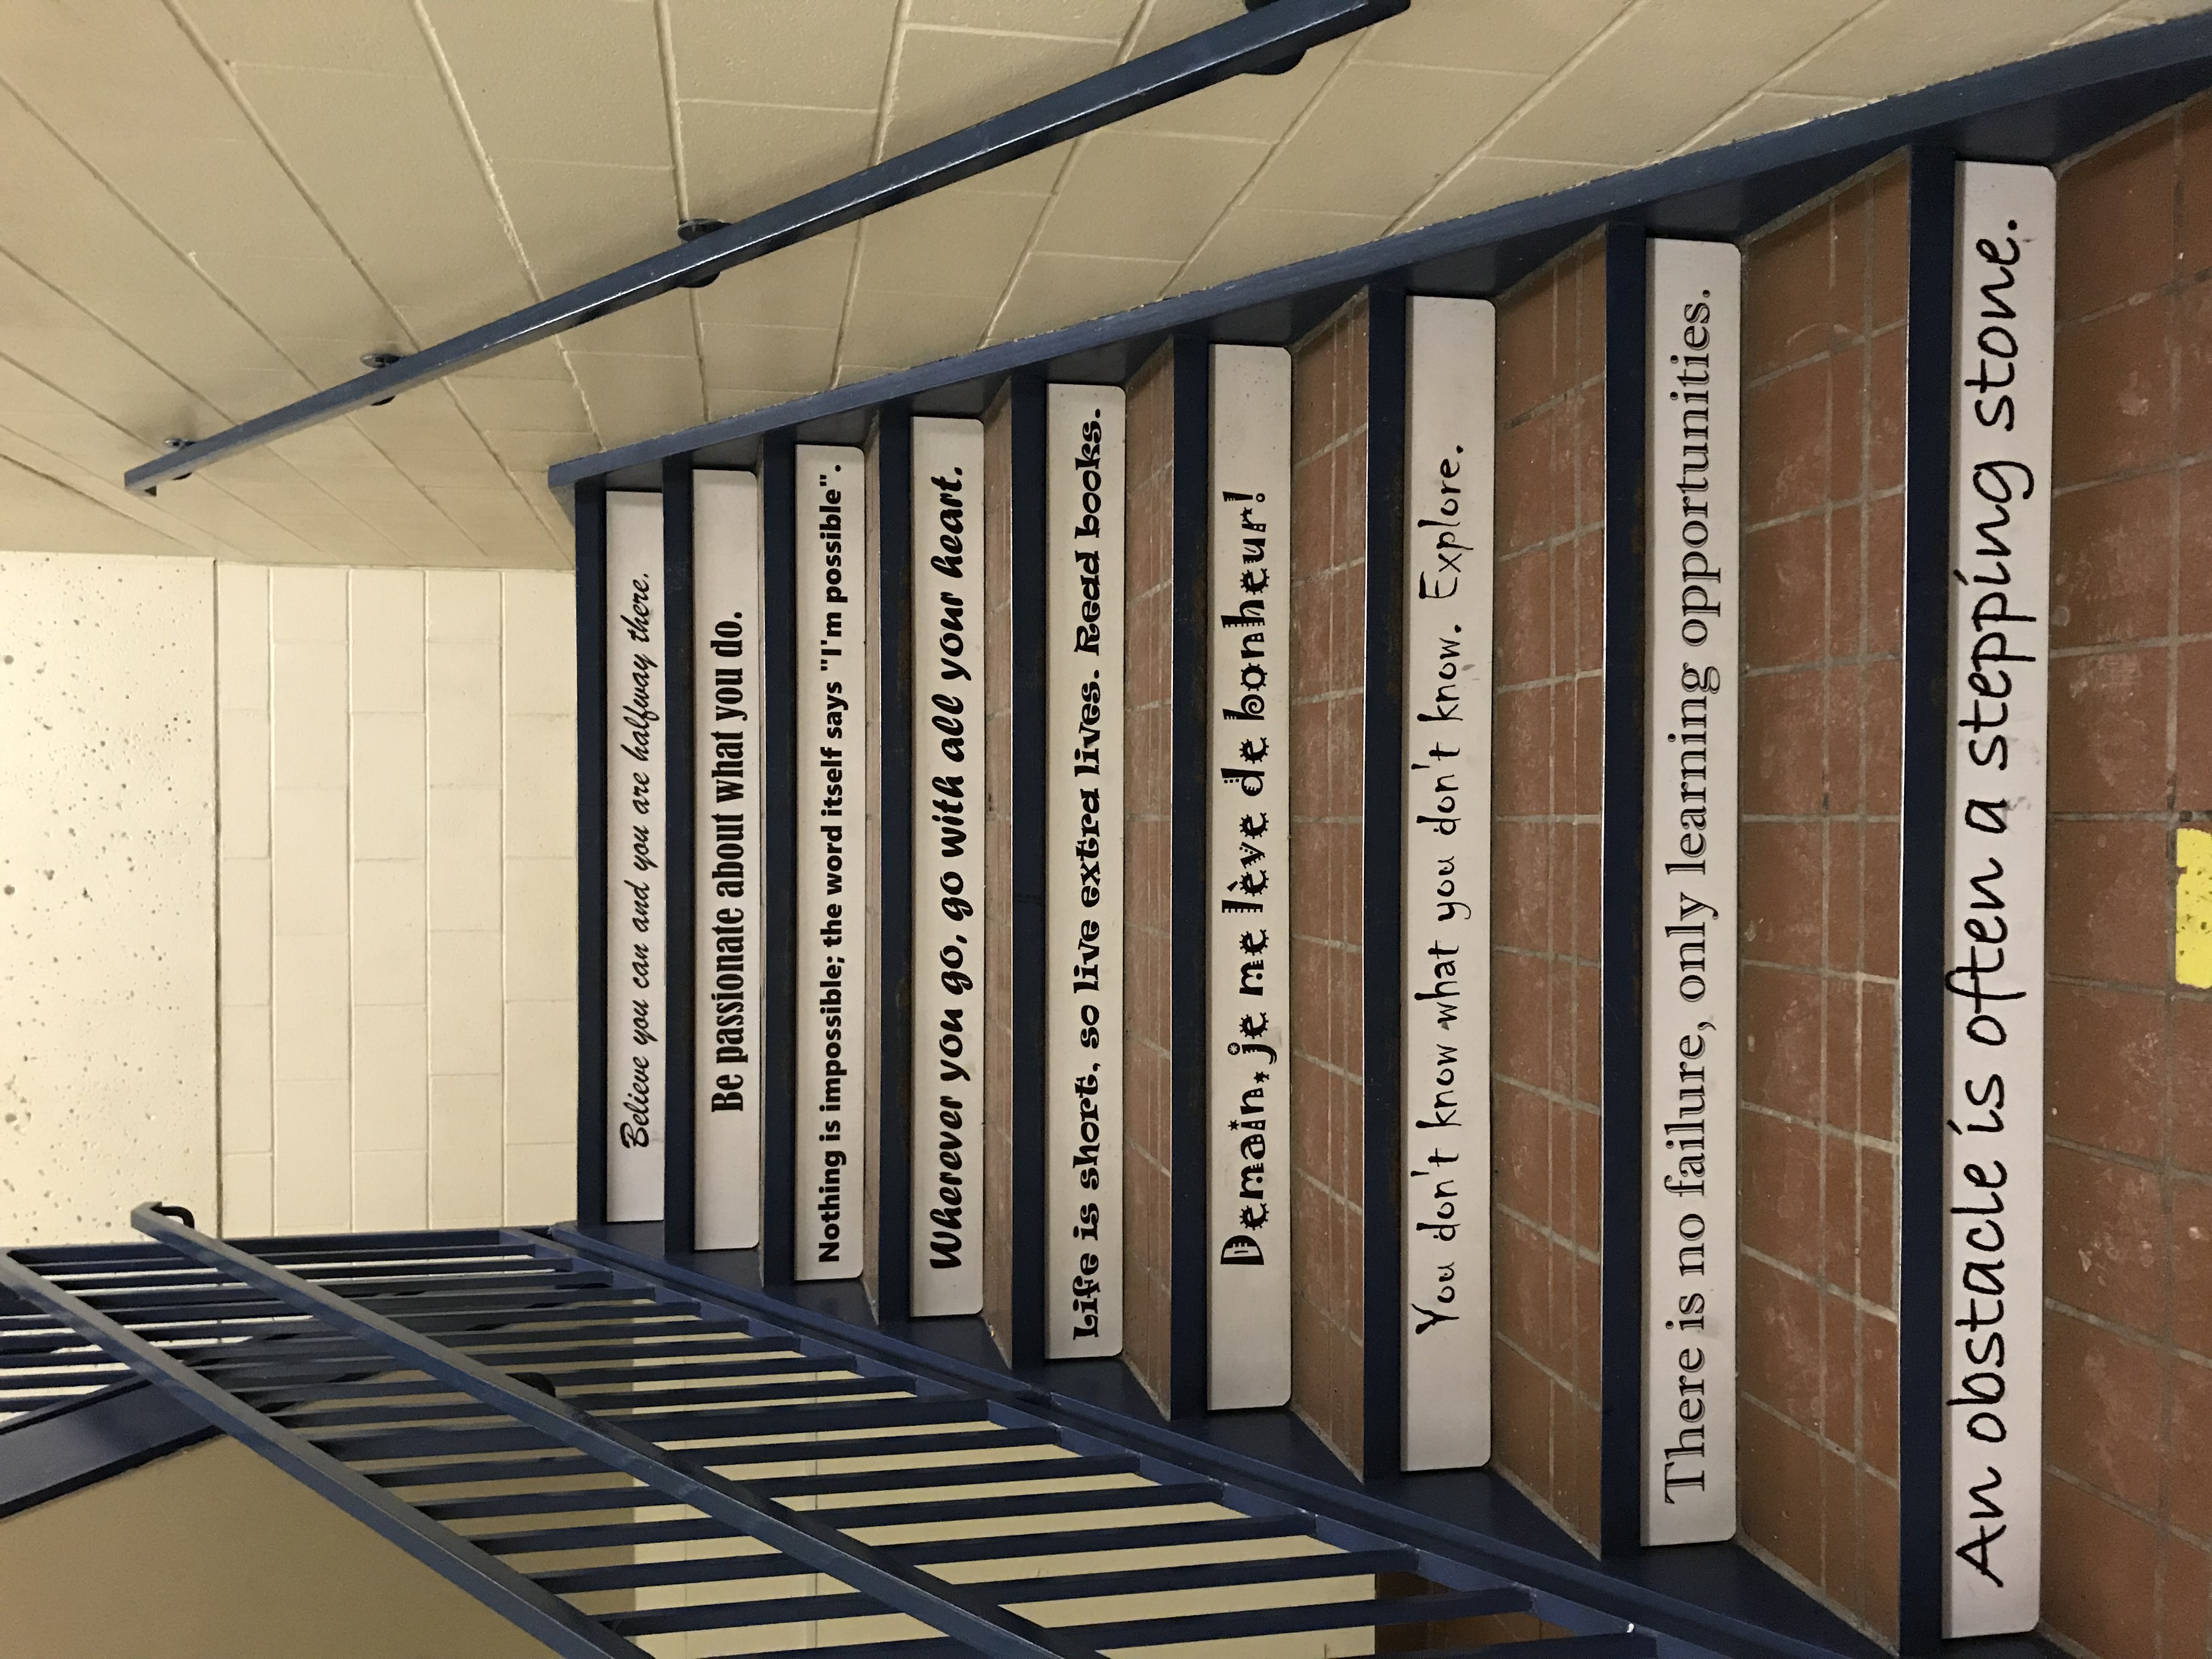 Believe you can and you are halfway there.
Be passionate about what you do.
Nothing is impossible; the word itself says "I'm possible".
Wherever you go, go with all your heart.
Life is short, so live extra lives. Read books.
Demain, je me lève de bonheur!
You don't know what you don't know. Explore.
There is no failure, only learning opportunities.
An obstacle is often a stepping stone.